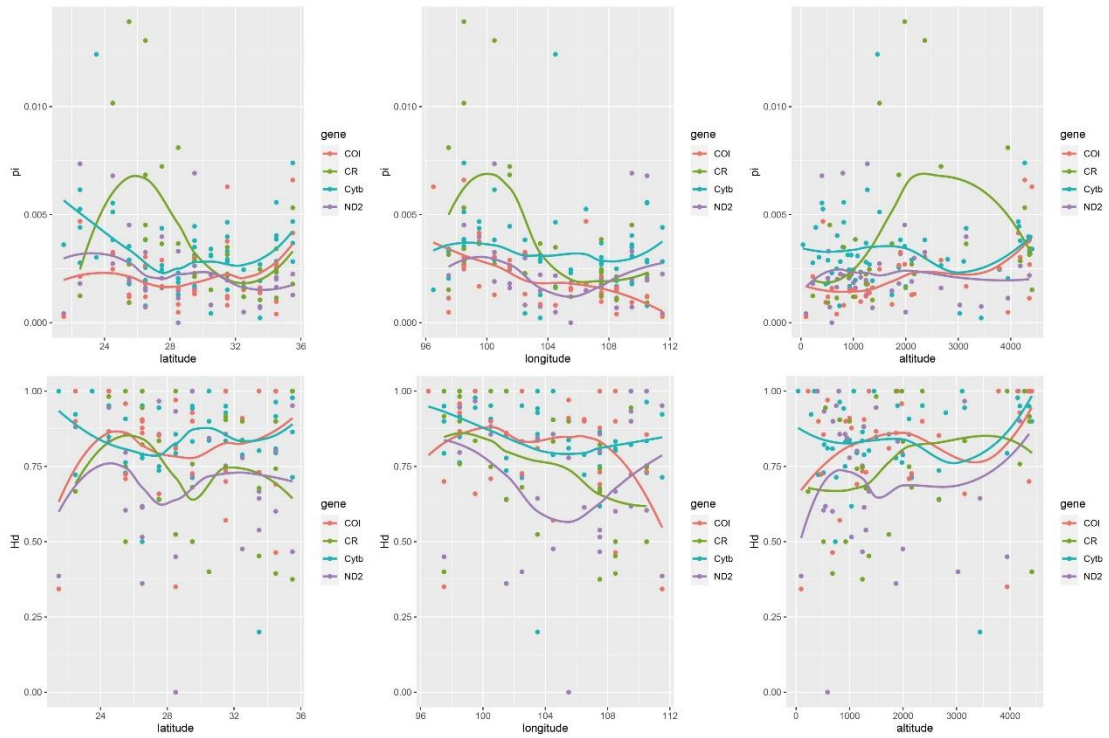 pi
0.010
0.005
0.000
24 28 32 36
latitude
gene
COI
CR
Cytb
ND2
pi
0.010
0.005
0.000
96 100 104 108 112
longitude
gene
COI
CR
Cytb
ND2
pi
0.010
0.005
0.000
0 1000 2000 3000 4000
altitude
gene
COI
CR
Cytb
ND2
Hd
1.00
0.75
0.50
0.25
0.00
24 28 32 36
latitude
gene
COI
CR
Cytb
ND2
Hd
1.00
0.75
0.50
0.25
0.00
96 100 104 108 112
longitude
gene
COI
CR
Cytb
ND2
Hd
1.00
0.75
0.50
0.25
0.00
0 1000 2000 3000 4000
altitude
gene
COI
CR
Cytb
ND2